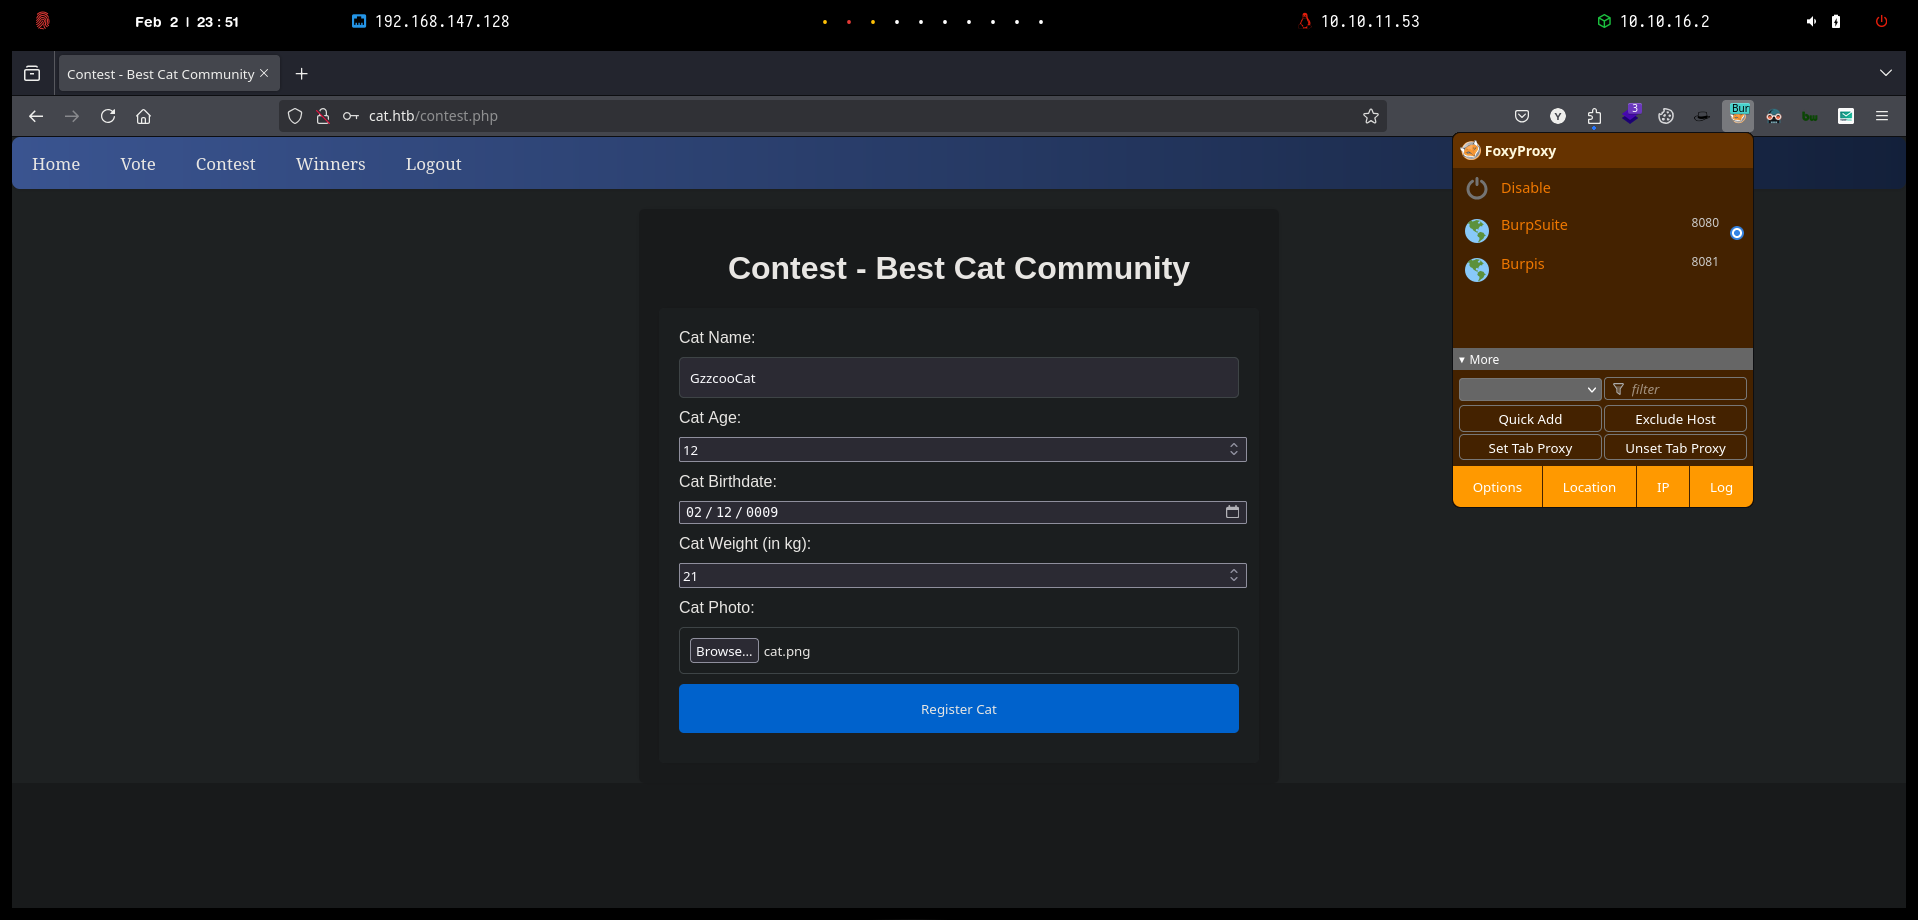 Feb 2 | 23:51
192.168.147.128
10.10.11.53
10.10.16.2
Contest - Best Cat Community
cat.htb/contest.php
Y
3
Bur
bw
Home Vote Contest Winners Logout
FoxyProxy
Disable
BurpSuite 8080
Burpis 8081
More
filter
Quick Add Exclude Host
Set Tab Proxy Unset Tab Proxy
Options Location IP Log
Contest - Best Cat Community
Cat Name:
GzzcooCat
Cat Age:
12
Cat Birthdate:
02/12/0009
Cat Weight (in kg):
21
Cat Photo:
Browse... cat.png
Register Cat